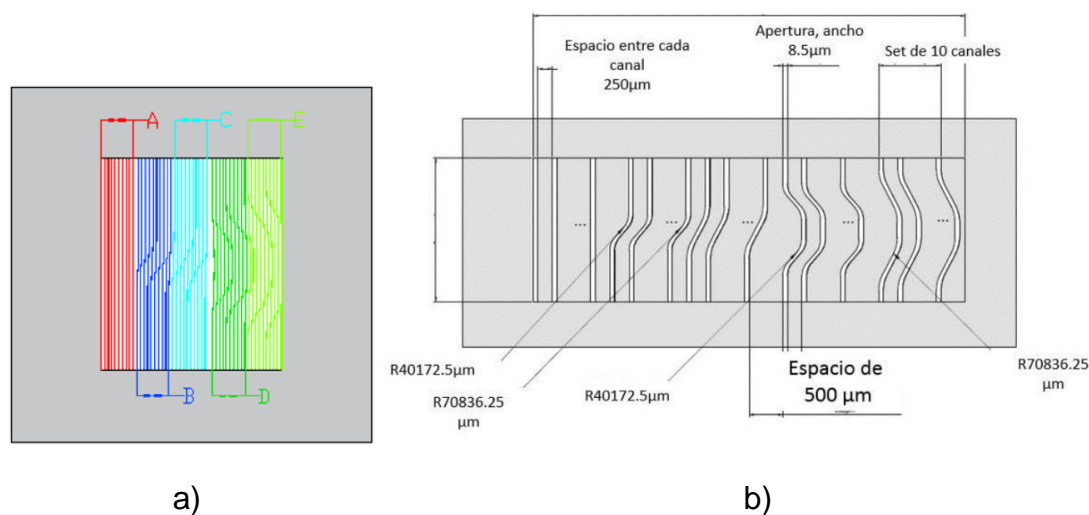 A
C
E
B
D
Espacio entre cada
canal
250µm
Apertura, ancho
8.5µm
Set de 10 canales
R40172.5µm
R70836.25
µm
R40172.5µm
Espacio de
500 µm
R70836.25
µm
...
...
...
...
...
a)
b)